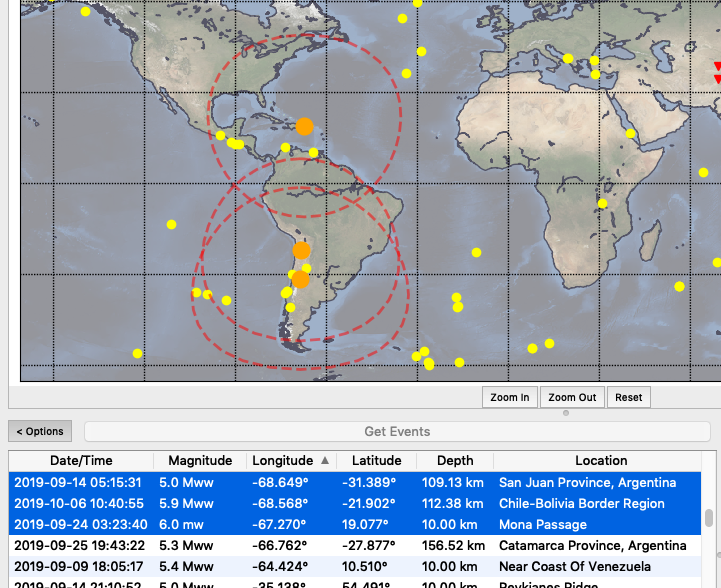 Zoom In Zoom Out Reset
< Options Get Events
Date/Time Magnitude Longitude ▲ Latitude Depth Location
2019-09-14 05:15:31 5.0 Mww -68.649° -31.389° 109.13 km San Juan Province, Argentina
2019-10-06 10:40:55 5.9 Mww -68.568° -21.902° 112.38 km Chile-Bolivia Border Region
2019-09-24 03:23:40 6.0 mw -67.270° 19.077° 10.00 km Mona Passage
2019-09-25 19:43:22 5.3 Mww -66.762° -27.877° 156.52 km Catamarca Province, Argentina
2019-09-09 18:05:17 5.4 Mww -64.424° 10.510° 10.00 km Near Coast Of Venezuela
2019-09-14 21:10:52 5.0 Mww -35.138° 54.491° 10.00 km Reykjanes Ridge